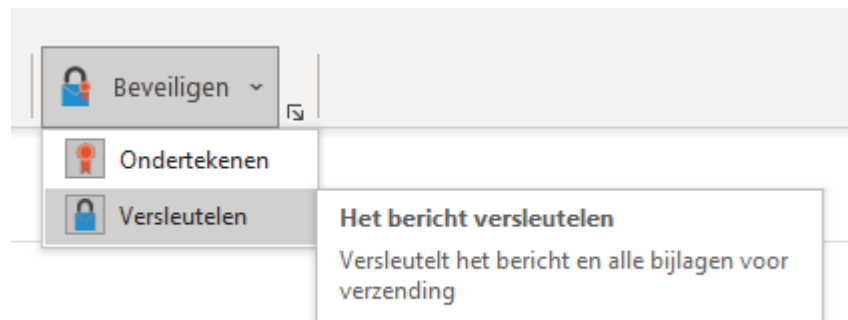 Beveiligen
Ondertekenen
Versleutelen
Het bericht versleutelen
Versleutelt het bericht en alle bijlagen voor
verzending